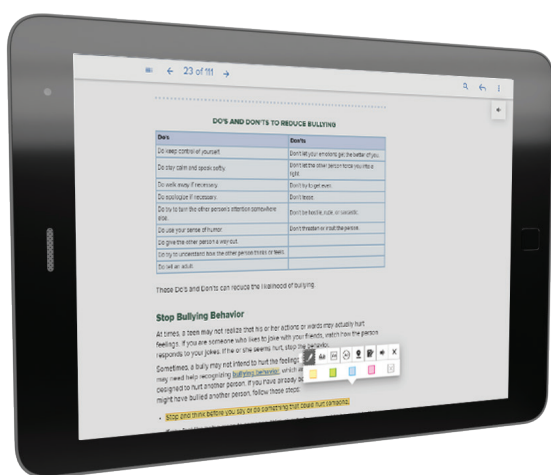 23 of 111
DO'S AND DON'TS TO REDUCE BULLYING
Do's Don'ts
Do keep control of yourself. Don't let your emotions get the better of you.
Do stay calm and speak softly. Don't let the other person force you into a
fight.
Do walk away if necessary. Don't try to get even.
Do apologize if necessary. Don't tease.
Do try to turn the other person's attention somewhere
else. Don't be hostile, rude, or sarcastic.
Do use your sense of humor. Don't threaten or insult the person.
Do give the other person a way out.
Do try to understand how the other person thinks or feels.
Do tell an adult.
These Do's and Don'ts can reduce the likelihood of bullying.
Stop Bullying Behavior
At times, a teen may not realize that his or her actions or words may actually hurt
feelings. If you are someone who likes to joke with your friends, watch how the person
responds to your jokes. If he or she seems hurt, stop the behavior.
Sometimes, a bully may not intend to hurt the feelings
may need help recognizing bullying behavior, which
designed to hurt another person. If you have already
might have bullied another person, follow these steps:
Aa
• Stop and think before you say or do something that could hurt someone.